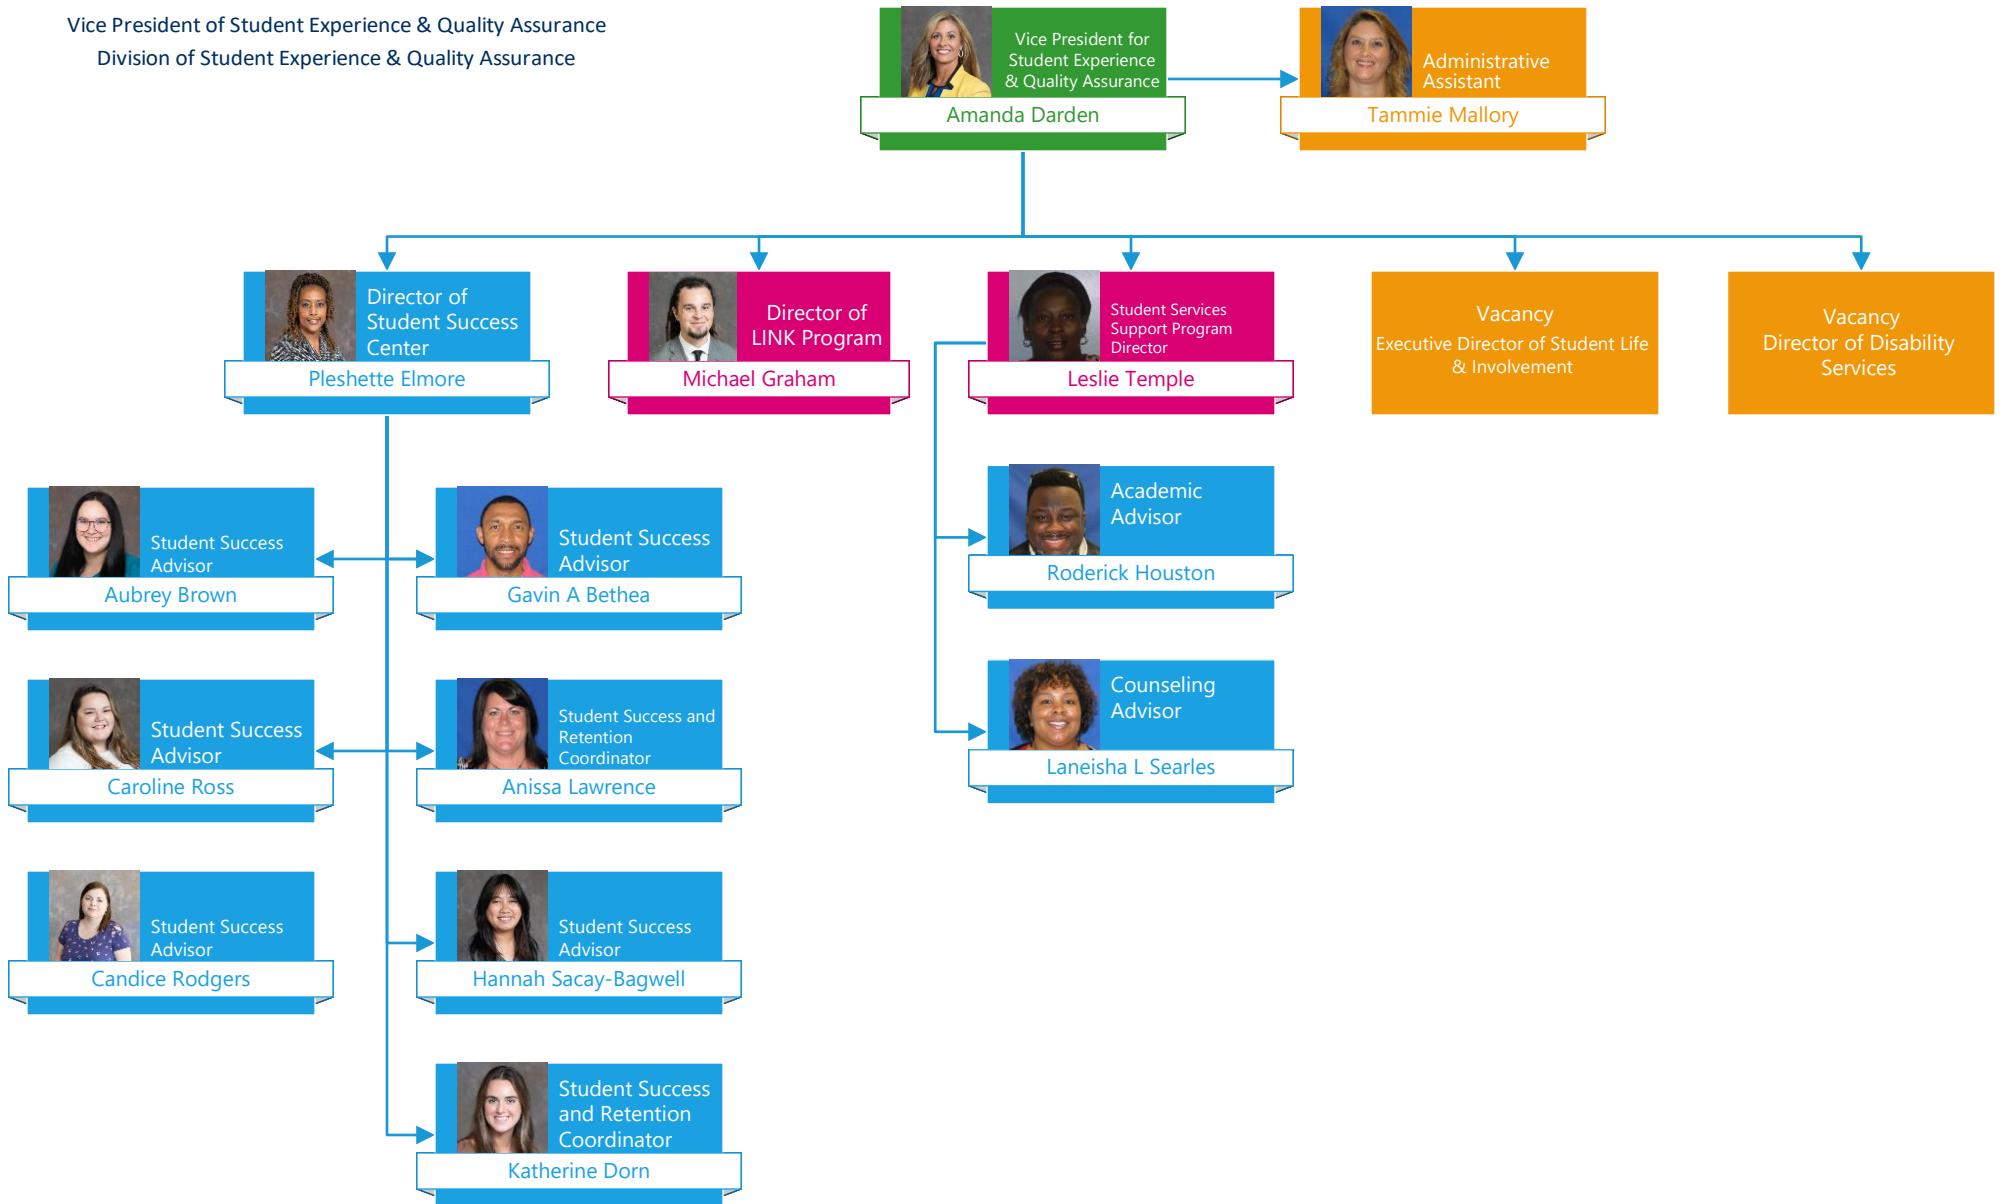 Vice President of Student Experience & Quality Assurance
Division of Student Experience & Quality Assurance
Vice President for
Student Experience
& Quality Assurance
Amanda Darden
Administrative
Assistant
Tammie Mallory
Director of
Student Success
Center
Pleshette Elmore
Director of
LINK Program
Michael Graham
Student Services
Support Program
Director
Leslie Temple
Vacancy
Executive Director of Student Life
& Involvement
Vacancy
Director of Disability
Services
Student Success
Advisor
Aubrey Brown
Student Success
Advisor
Gavin A Bethea
Academic
Advisor
Roderick Houston
Student Success
Advisor
Caroline Ross
Student Success and
Retention
Coordinator
Anissa Lawrence
Counseling
Advisor
Laneisha L Searles
Student Success
Advisor
Candice Rodgers
Student Success
Advisor
Hannah Sacay-Bagwell
Student Success
and Retention
Coordinator
Katherine Dorn